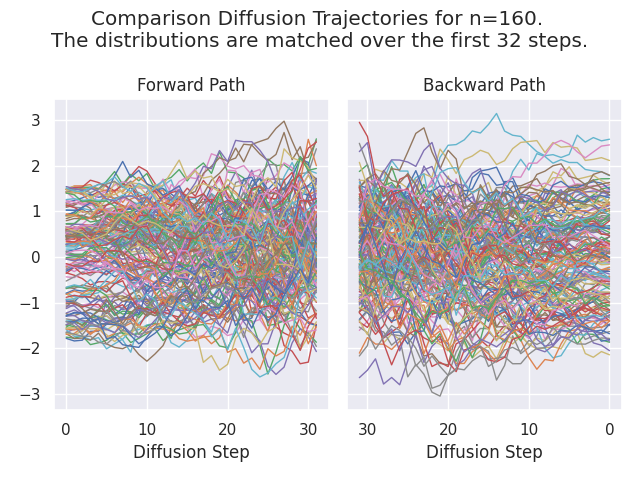 Comparison Diffusion Trajectories for n=160.
The distributions are matched over the first 32 steps.
Forward Path
Backward Path
3
2
1
0
−1
−2
−3
0 10 20 30
30 20 10 0
Diffusion Step
Diffusion Step